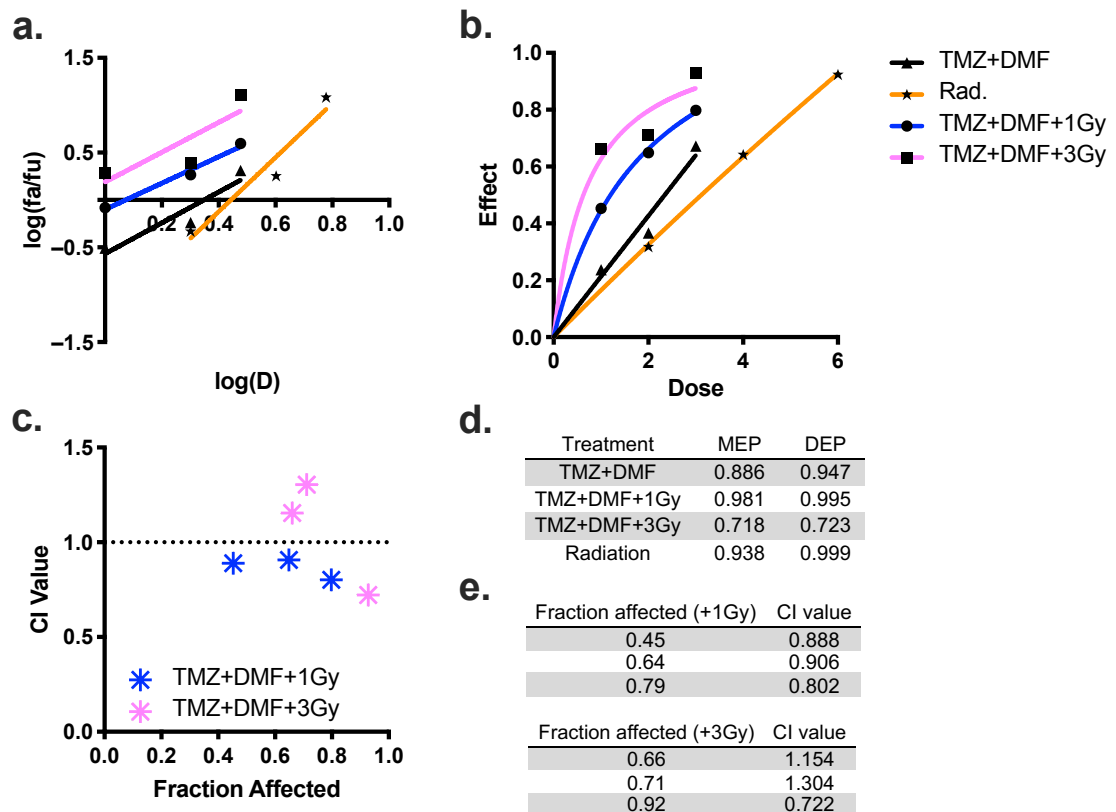 a.
1.5
1.0
0.5
–0.5
–1.5
0.2 0.4 0.6 0.8 1.0
log(fa/fu)
log(D)
b.
1.0
0.8
0.6
0.4
0.2
0.0
0 2 4 6
Effect
Dose
TMZ+DMF
Rad.
TMZ+DMF+1Gy
TMZ+DMF+3Gy
c.
1.5
1.0
0.5
0.0
0.0 0.2 0.4 0.6 0.8 1.0
CI Value
Fraction Affected
TMZ+DMF+1Gy
TMZ+DMF+3Gy
d.
Treatment MEP DEP
TMZ+DMF 0.886 0.947
TMZ+DMF+1Gy 0.981 0.995
TMZ+DMF+3Gy 0.718 0.723
Radiation 0.938 0.999
e.
Fraction affected (+1Gy) CI value
0.45 0.888
0.64 0.906
0.79 0.802
Fraction affected (+3Gy) CI value
0.66 1.154
0.71 1.304
0.92 0.722